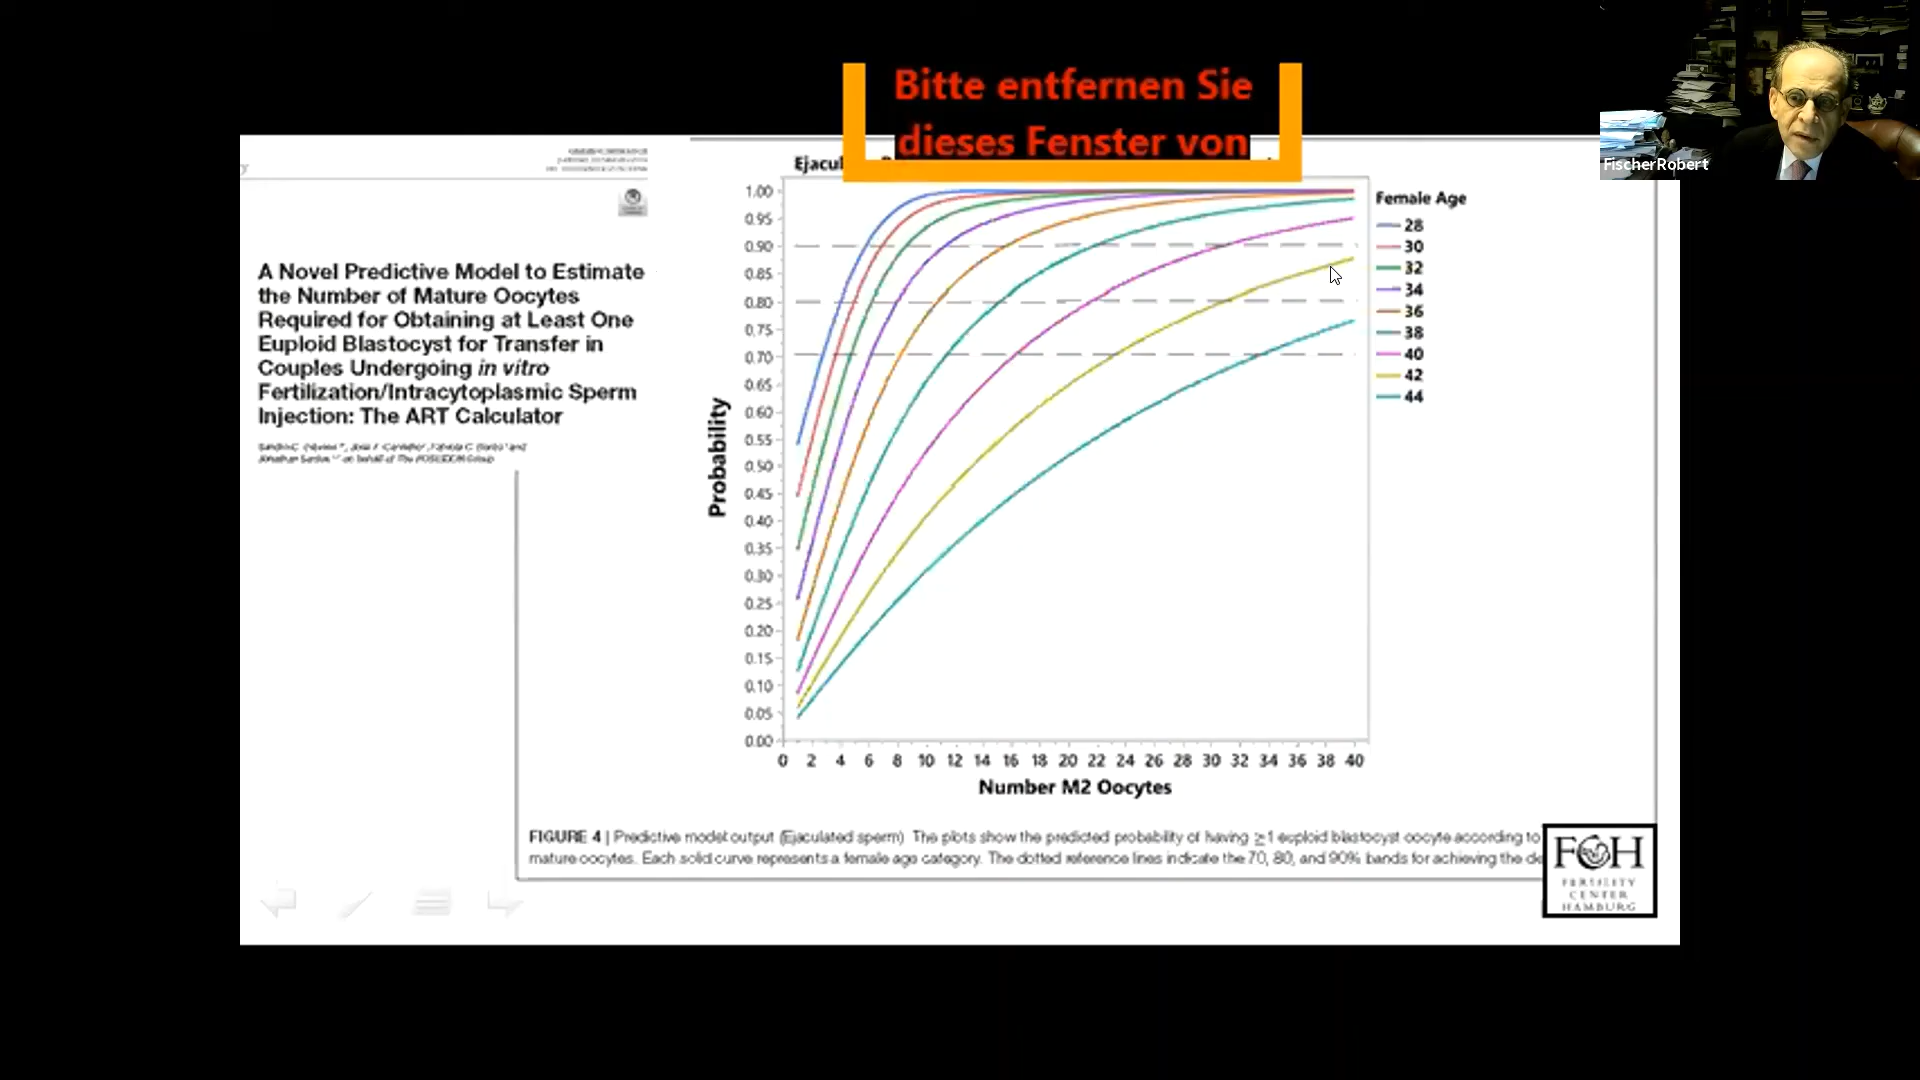 Bitte entfernen Sie
dieses Fenster von
FischerRobert
A Novel Predictive Model to Estimate
the Number of Mature Oocytes
Required for Obtaining at Least One
Euploid Blastocyst for Transfer in
Couples Undergoing in vitro
Fertilization/Intracytoplasmic Sperm
Injection: The ART Calculator
Ejacul
Probability
1.00
0.95
0.90
0.85
0.80
0.75
0.70
0.65
0.60
0.55
0.50
0.45
0.40
0.35
0.30
0.25
0.20
0.15
0.10
0.05
0.00
0 2 4 6 8 10 12 14 16 18 20 22 24 26 28 30 32 34 36 38 40
Number M2 Oocytes
Female Age
28
30
32
34
36
38
40
42
44
FIGURE 4 | Predictive model output (Ejaculated sperm). The plots show the predicted probability of having ≥1 euploid blastocyst oocyte according to
mature oocytes. Each solid curve represents a female age category. The dotted reference lines indicate the 70, 80, and 90% bands for achieving the de
FCH
FERTILITY
CENTER
HAMBURG